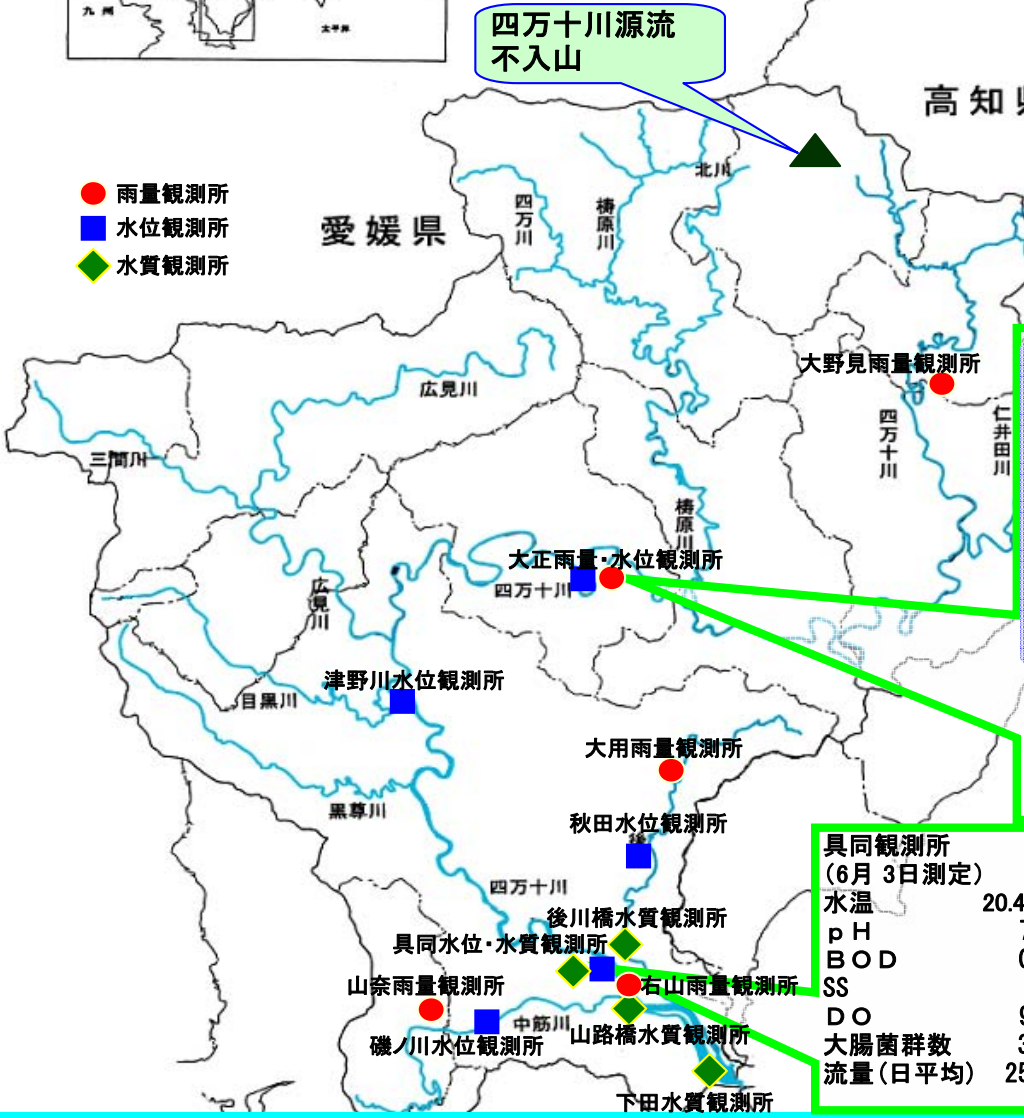 九州
太平洋
四万十川源流
不入山
高知県
雨量観測所
水位観測所
水質観測所
愛媛県
四万川
梼原川
北川
大野見雨量観測所
広見川
四万十川
仁井田川
三間川
梼原川
大正雨量・水位観測所
四万十川
広見川
津野川水位観測所
目黒川
大用雨量観測所
黒尊川
秋田水位観測所
後
四万十川
後川橋水質観測所
具同水位・水質観測所
山奈雨量観測所
右山雨量観測所
中筋川
山路橋水質観測所
磯ノ川水位観測所
下田水質観測所
具同観測所
(6月 3日測定)
水温 20.4
pH
BOD
SS
DO
大腸菌群数
流量(日平均) 25